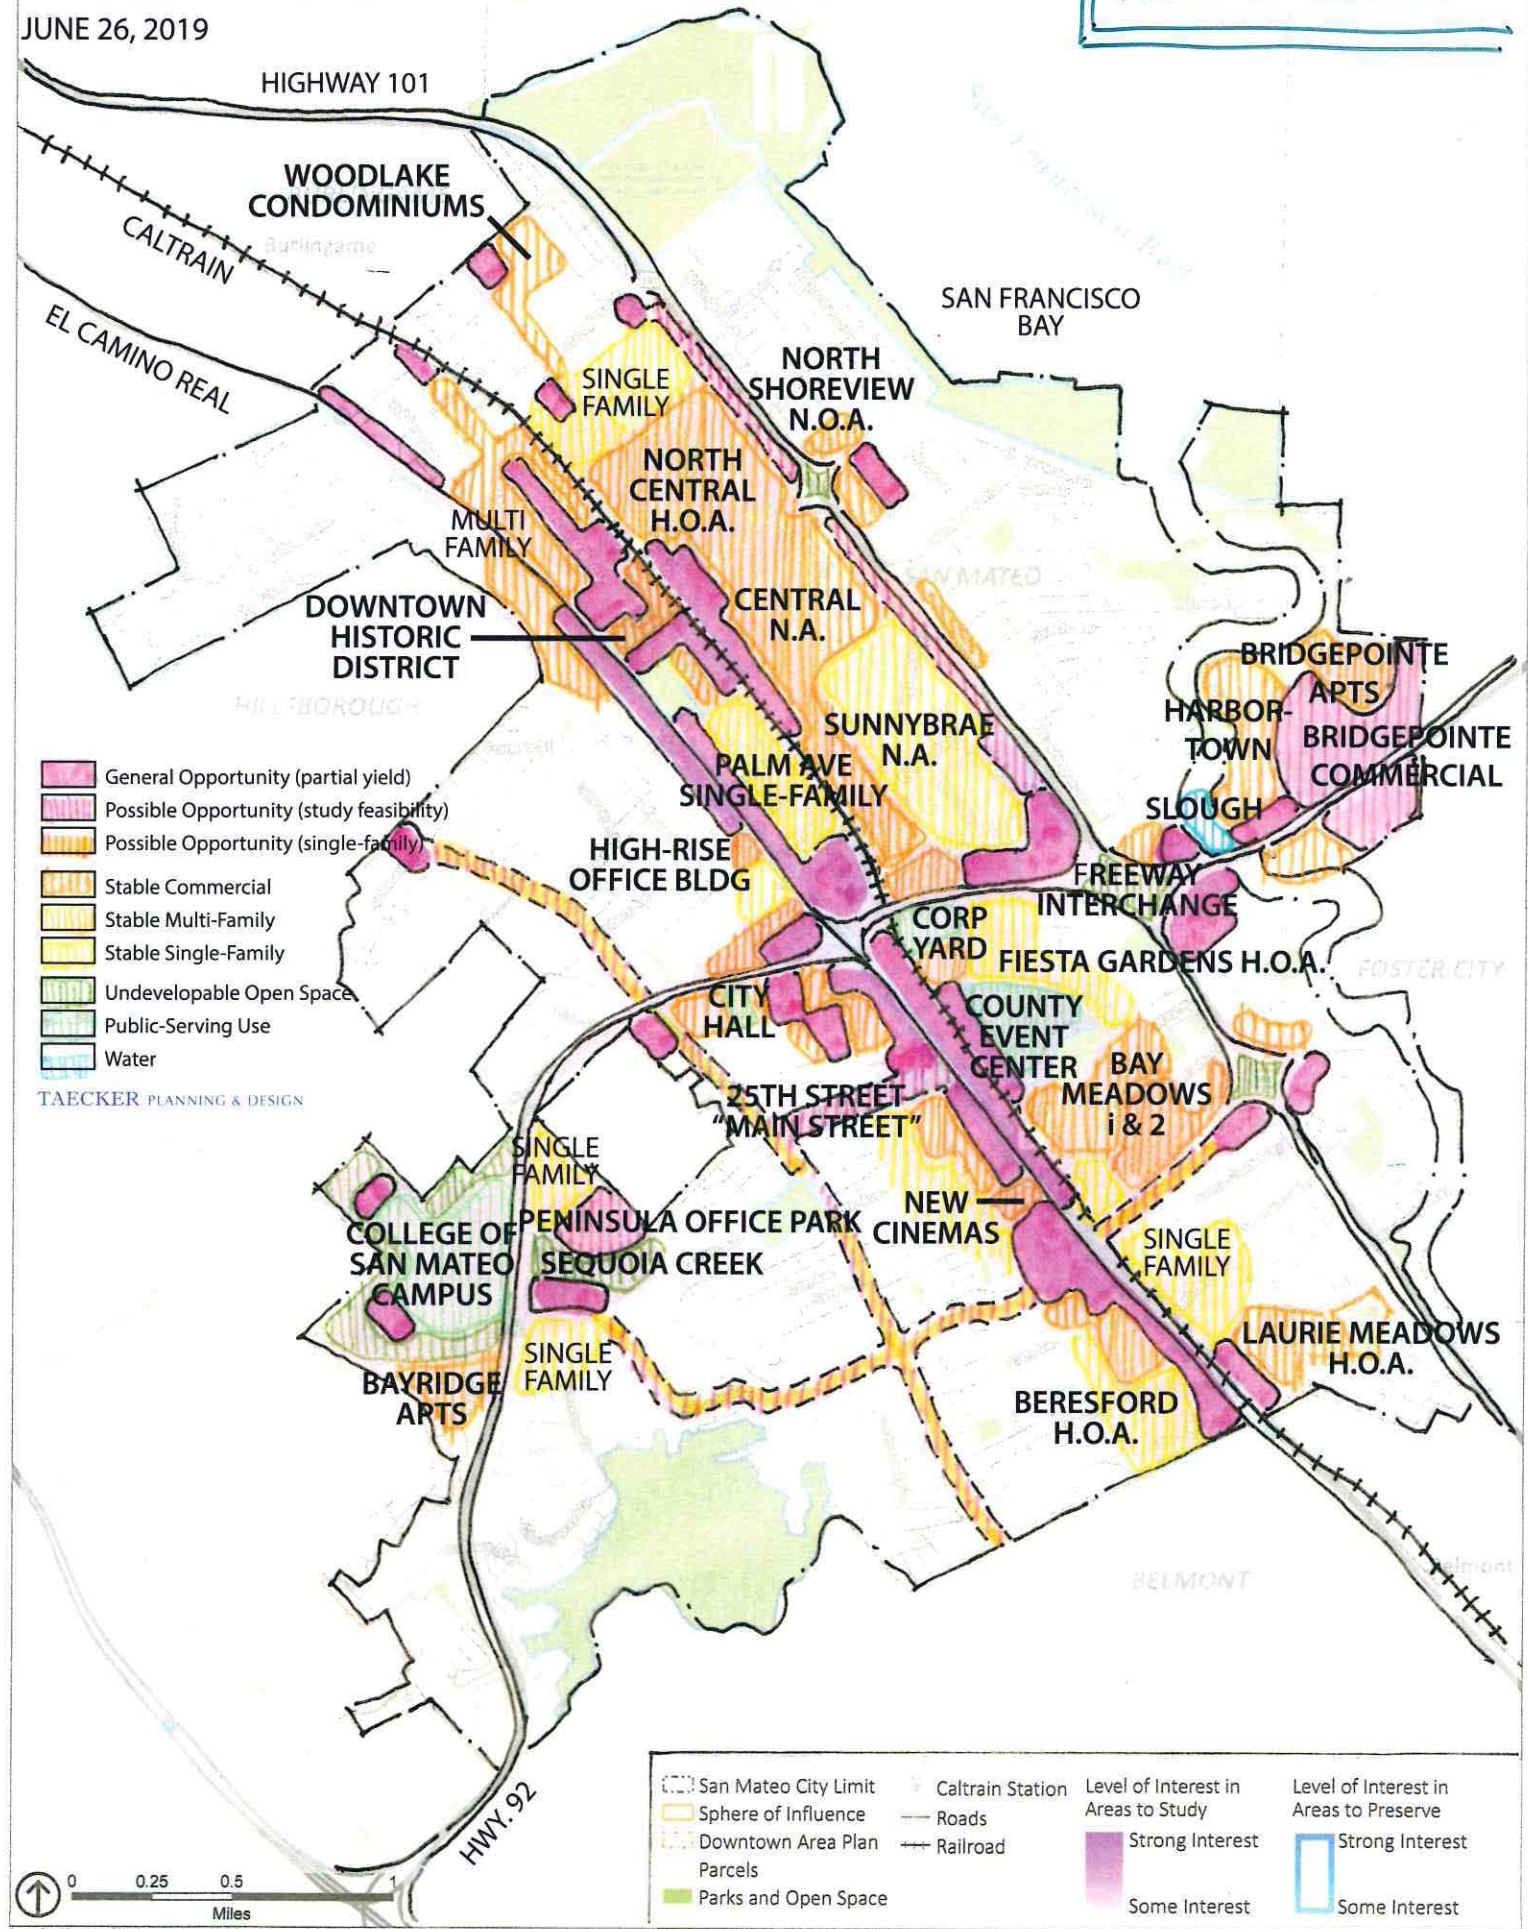 JUNE 26, 2019
HIGHWAY 101
WOODLAKE
CONDOMINIUMS
Burlingame
CALTRAIN
EL CAMINO REAL
SAN FRANCISCO
BAY
NORTH
SHOREVIEW
N.O.A.
SINGLE
FAMILY
NORTH
CENTRAL
H.O.A.
MULTI
FAMILY
SAN MATEO
CENTRAL
N.A.
DOWNTOWN
HISTORIC
DISTRICT
HILLSBOROUGH
BRIDGEPOINTE
APTS
HARBOR-
TOWN
BRIDGEPOINTE
COMMERCIAL
SUNNYBRAE
N.A.
PALM AVE
SINGLE-FAMILY
SLOUGH
General Opportunity (partial yield)
Possible Opportunity (study feasibility)
Possible Opportunity (single-family)
Stable Commercial
Stable Multi-Family
Stable Single-Family
Undevelopable Open Space
Public-Serving Use
Water
TAECKER PLANNING & DESIGN
HIGH-RISE
OFFICE BLDG
FREEWAY
INTERCHANGE
CORP
YARD
FIESTA GARDENS H.O.A.
FOSTER CITY
CITY
HALL
COUNTY
EVENT
CENTER
BAY
MEADOWS
i & 2
25TH STREET
"MAIN STREET"
SINGLE
FAMILY
NEW
CINEMAS
PENINSULA OFFICE PARK
COLLEGE OF
SAN MATEO
CAMPUS
SEQUOIA CREEK
SINGLE
FAMILY
SINGLE
FAMILY
LAURIE MEADOWS
H.O.A.
BAYRIDGE
APTS
BERESFORD
H.O.A.
BELMONT
Belmont
HWY. 92
0 0.25 0.5 1
Miles
San Mateo City Limit
Sphere of Influence
Downtown Area Plan
Parcels
Parks and Open Space
Caltrain Station
Roads
Railroad
Level of Interest in
Areas to Study
Strong Interest
Some Interest
Level of Interest in
Areas to Preserve
Strong Interest
Some Interest